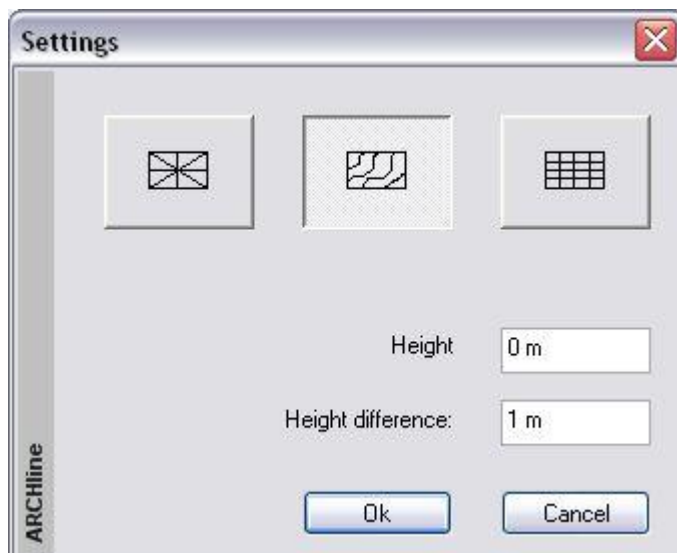 Settings
Height
0 m
Height difference:
1 m
Ok
Cancel
ARCHline